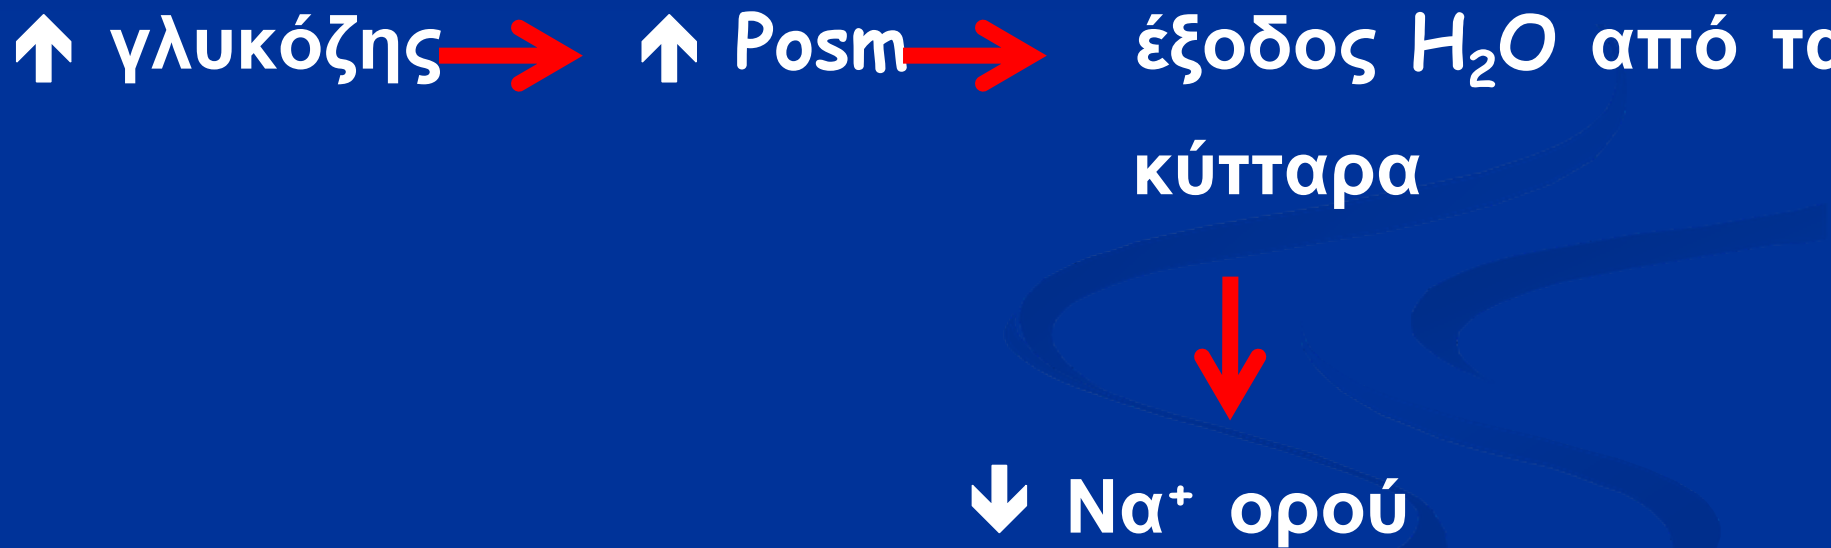 ↑ γλυκόζης → ↑ Posm → έξοδος H₂O από τα
κύτταρα
↓ Να⁺ ορού